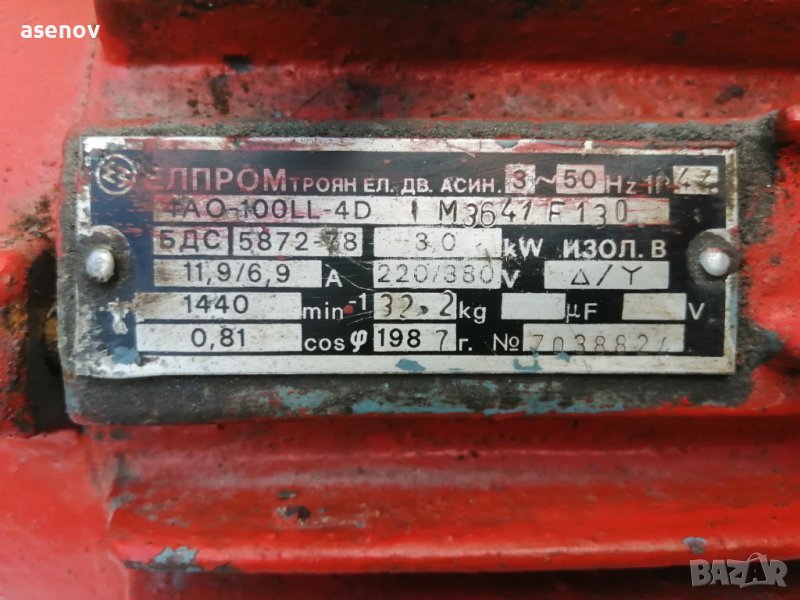 asenov
ЕЛПРОМ ТРОЯН ЕЛ. ДВ. АСИН. 3 ~ 50 Hz IP 44
4АО-100LL-4D IM3641 F130
БДС 5872-78 3.0 kW ИЗОЛ. В
11,9/6,9 A 220/380 V Δ/Y
1440 min⁻¹ 32.2 kg μF V
0,81 cos φ 1987 г. № 7038824
BAZAR